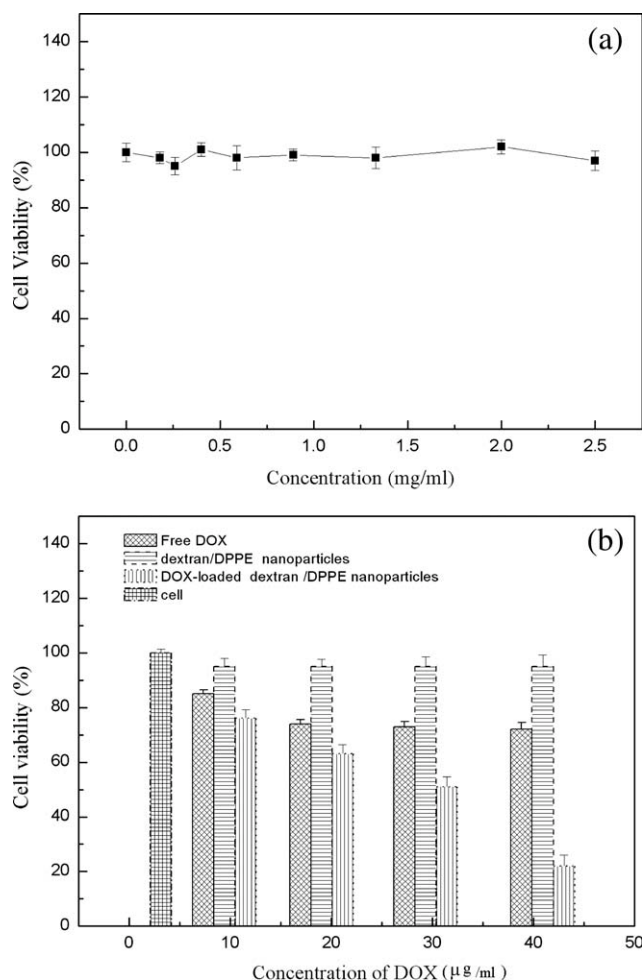 (a)
140
120
100
80
60
40
20
0
Cell Viability (%)
0.0 0.5 1.0 1.5 2.0 2.5
Concentration (mg/ml)
(b)
Free DOX
dextran/DPPE nanoparticles
DOX-loaded dextran /DPPE nanoparticles
cell
140
120
100
80
60
40
20
0
Cell viability (%)
0 10 20 30 40 50
Concentration of DOX (μg/ml)